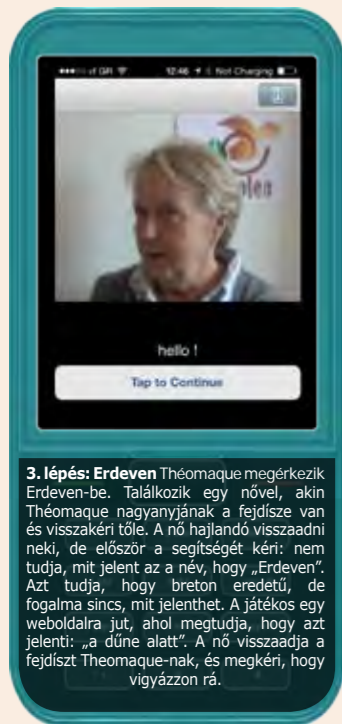 12:46 Not Charging
hello !
Tap to Continue
3. lépés: Erdeven Théomaque megérkezik
Erdeven-be. Találkozik egy nővel, akin
Théomaque nagyanyjának a fejdísze van
és visszakéri tőle. A nő hajlandó visszaadni
neki, de először a segítségét kéri: nem
tudja, mit jelent az a név, hogy „Erdeven”.
Azt tudja, hogy breton eredetű, de
fogalma sincs, mit jelenthet. A játékos egy
weboldalra jut, ahol megtudja, hogy azt
jelenti: „a dűne alatt”. A nő visszaadja a
fejdíszt Theomaque-nak, és megkéri, hogy
vigyázzon rá.